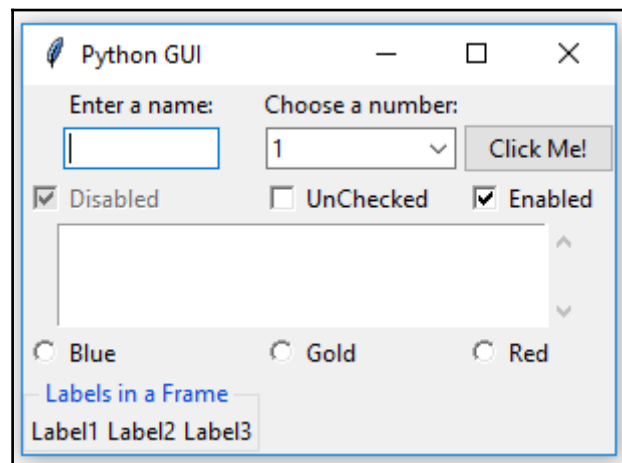 Python GUI
Enter a name: Choose a number:
1 Click Me!
Disabled UnChecked Enabled
Blue Gold Red
Labels in a Frame
Label1 Label2 Label3